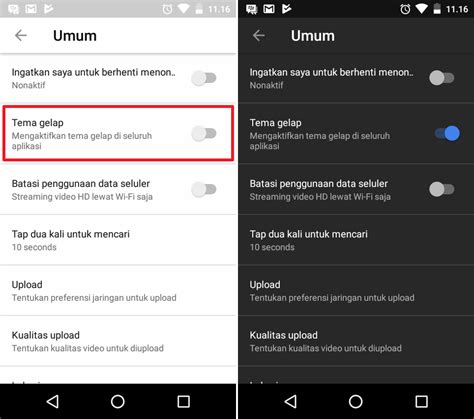 11.16
Umum
Ingatkan saya untuk berhenti menon..
Nonaktif
Tema gelap
Mengaktifkan tema gelap di seluruh
aplikasi
Batasi penggunaan data seluler
Streaming video HD lewat Wi-Fi saja
Tap dua kali untuk mencari
10 seconds
Upload
Tentukan preferensi jaringan untuk upload
Kualitas upload
Tentukan kualitas video untuk diupload
11.16
Umum
Ingatkan saya untuk berhenti menon..
Nonaktif
Tema gelap
Mengaktifkan tema gelap di seluruh
aplikasi
Batasi penggunaan data seluler
Streaming video HD lewat Wi-Fi saja
Tap dua kali untuk mencari
10 seconds
Upload
Tentukan preferensi jaringan untuk upload
Kualitas upload
Tentukan kualitas video untuk diupload